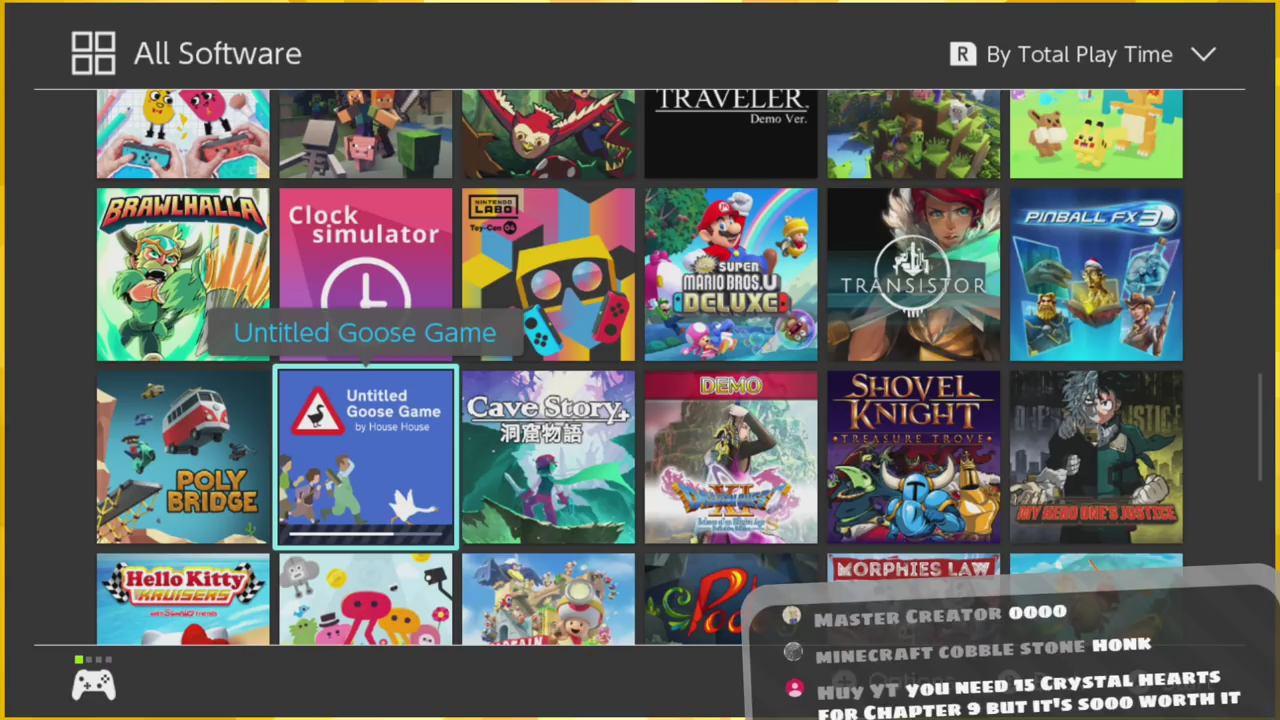 All Software
R By Total Play Time
TRAVELER
Demo Ver.
BRAWLHALLA
Clock
simulator
NINTENDO
LABO
Toy-Con 04
SUPER
MARIO BROS. U
DELUXE
TRANSISTOR
PINBALL FX3
Untitled Goose Game
POLY
BRIDGE
Untitled
Goose Game
by House House
Cave Story+
洞窟物語
DEMO
DRAGON QUEST
XI
S
SHOVEL
KNIGHT
TREASURE TROVE
MY HERO ONE'S JUSTICE
Hello Kitty
KRUISERS
MORPHIES LAW
MASTER CREATOR OOOO
MINECRAFT COBBLE STONE HONK
HUY YT YOU NEED 15 CRYSTAL HEARTS
FOR CHAPTER 9 BUT IT'S SOOO WORTH IT